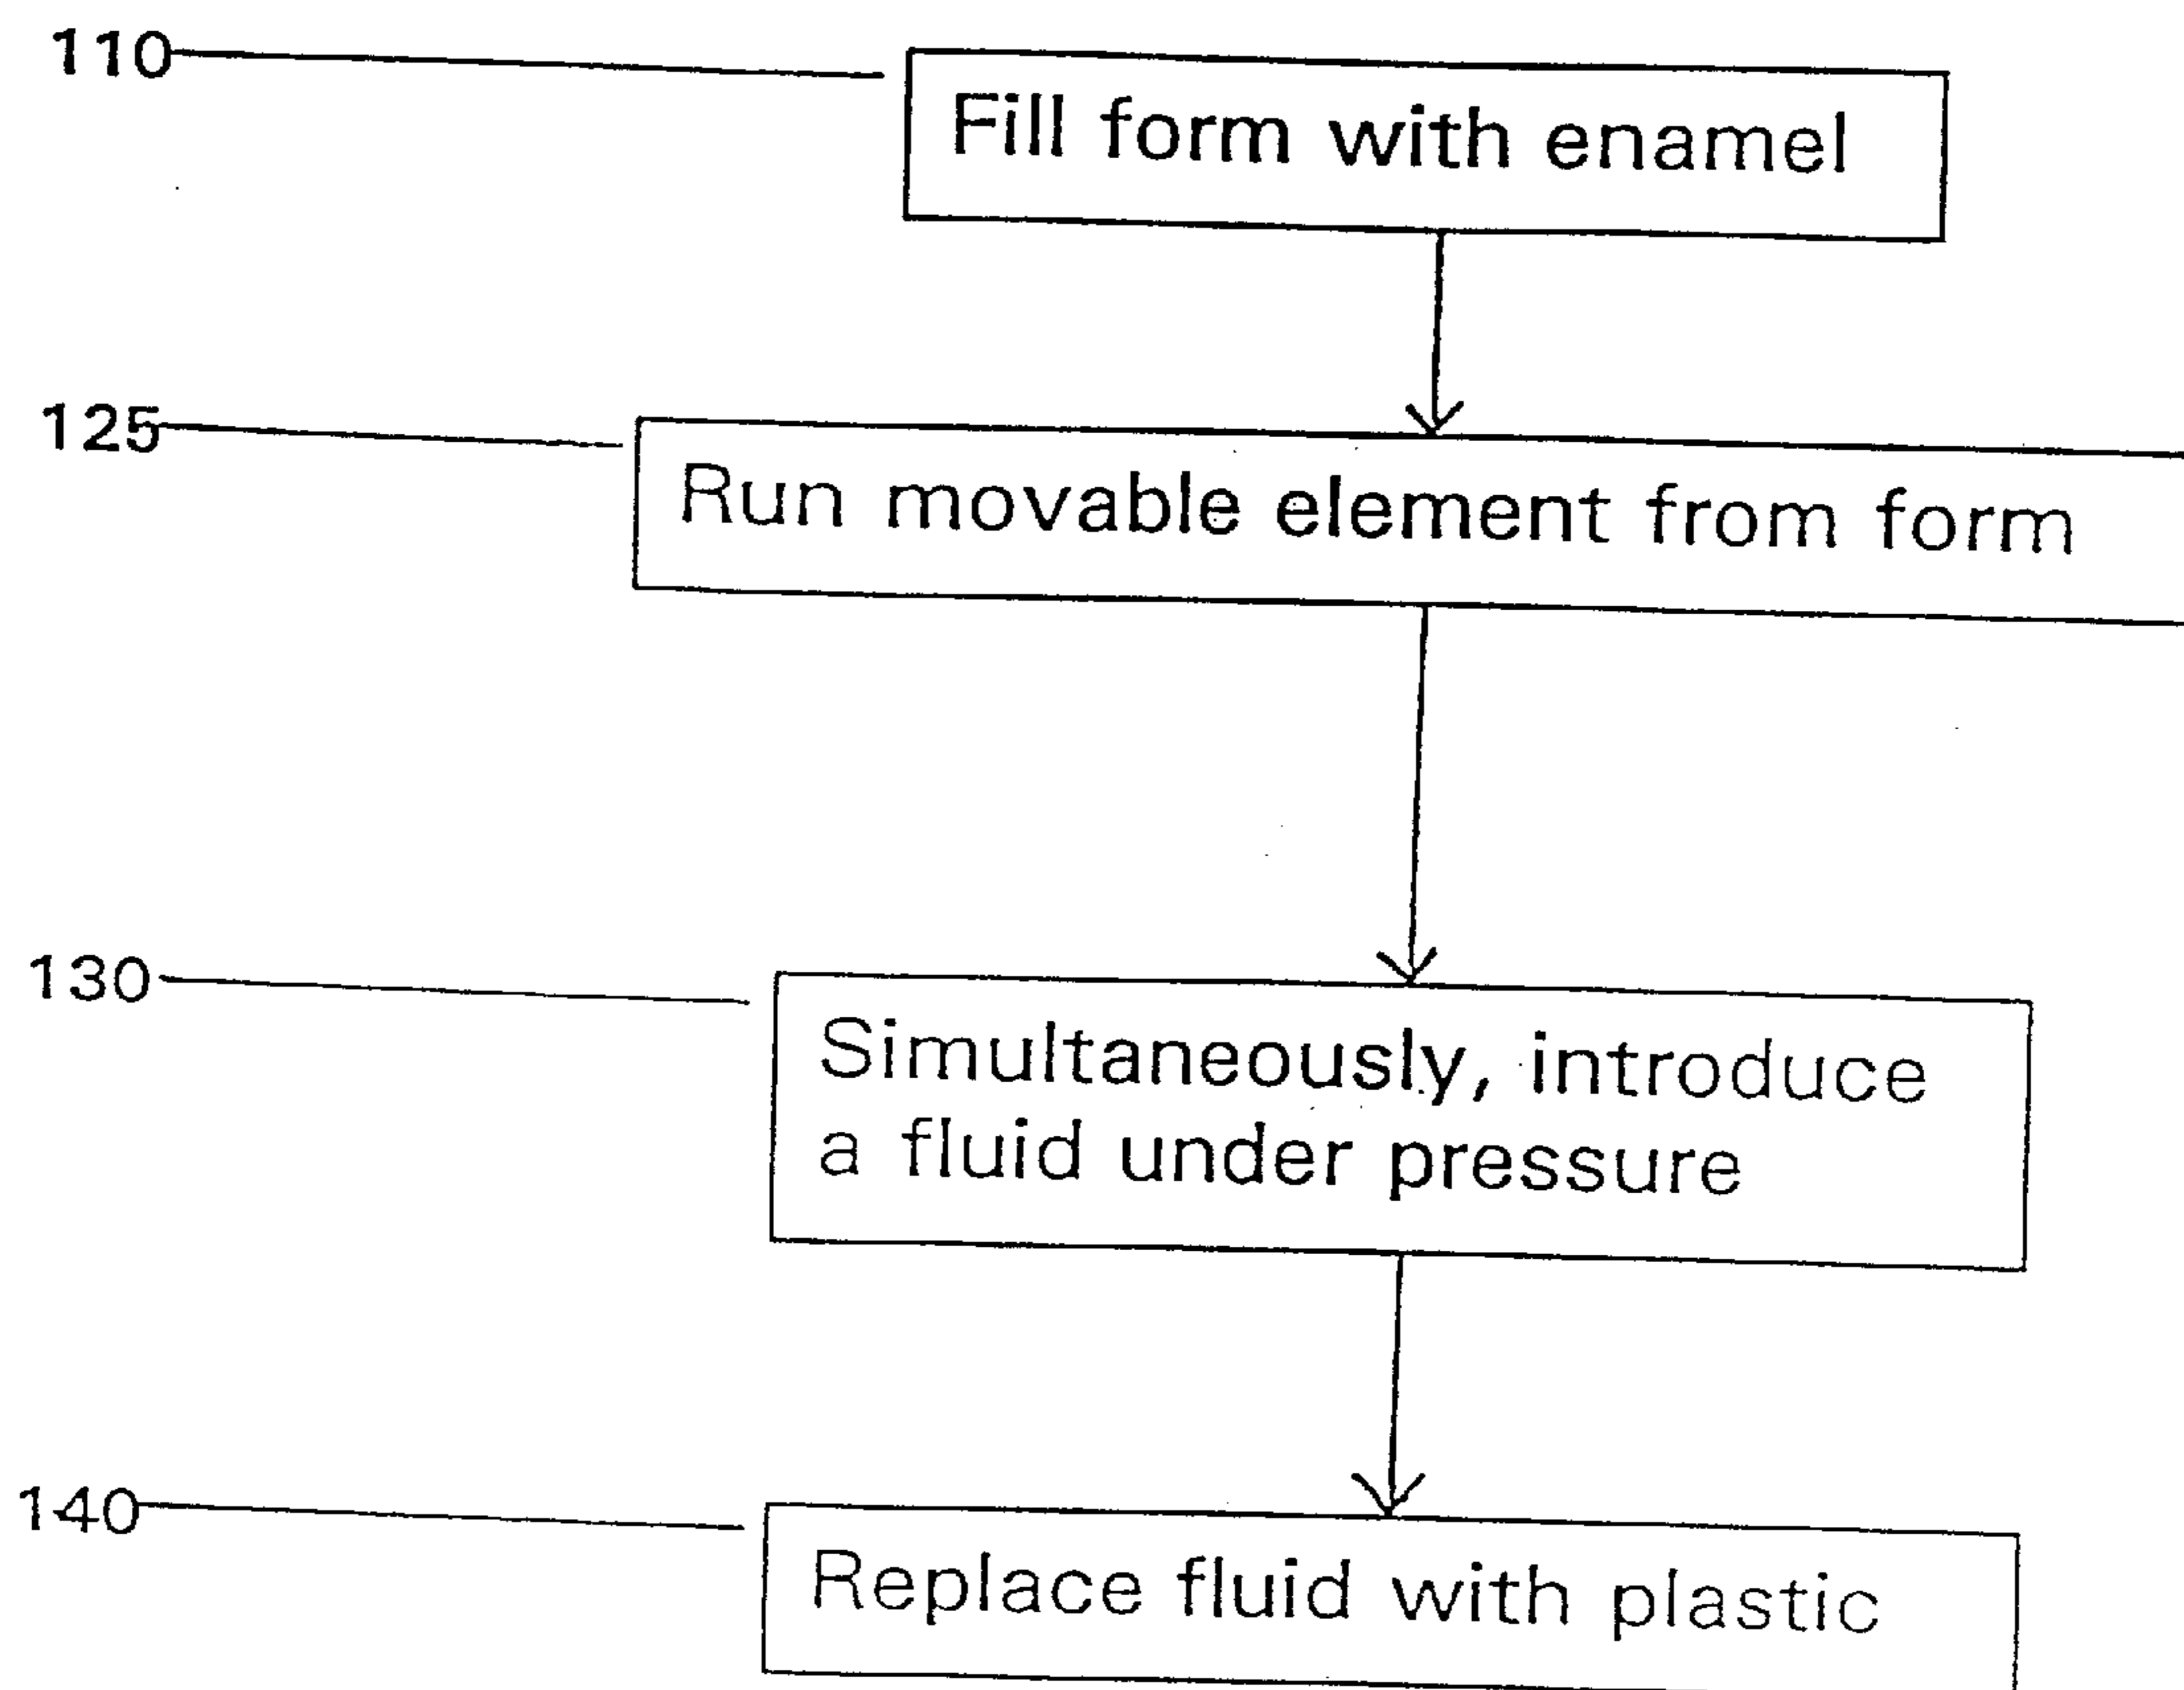 110
Fill form with enamel
125
Run movable element from form
130
Simultaneously, introduce
a fluid under pressure
140
Replace fluid with plastic